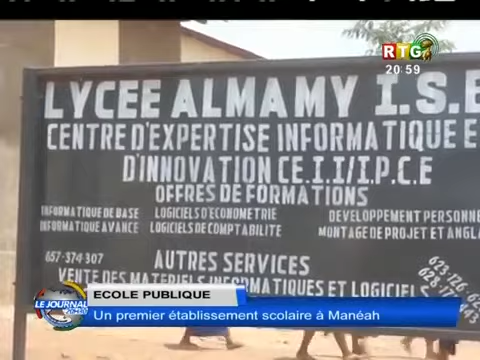 RTG
20:59
LYCEE ALMAMY I.S.E
CENTRE D'EXPERTISE INFORMATIQUE E
D'INNOVATION C.E.I.I/I.P.C.E
OFFRES DE FORMATIONS
INFORMATIQUE DE BASE LOGICIELS D'ECONOMETRIE DEVELOPPEMENT PERSONNE
INFORMATIQUE AVANCE LOGICIELS DE COMPTABILITE MONTAGE DE PROJET ET ANGLA
657-374-307
AUTRES SERVICES
VENTE DES MATERIELS INFORMATIQUES ET LOGICIELS
LE JOURNAL
ECOLE PUBLIQUE
Un premier établissement scolaire à Manéah